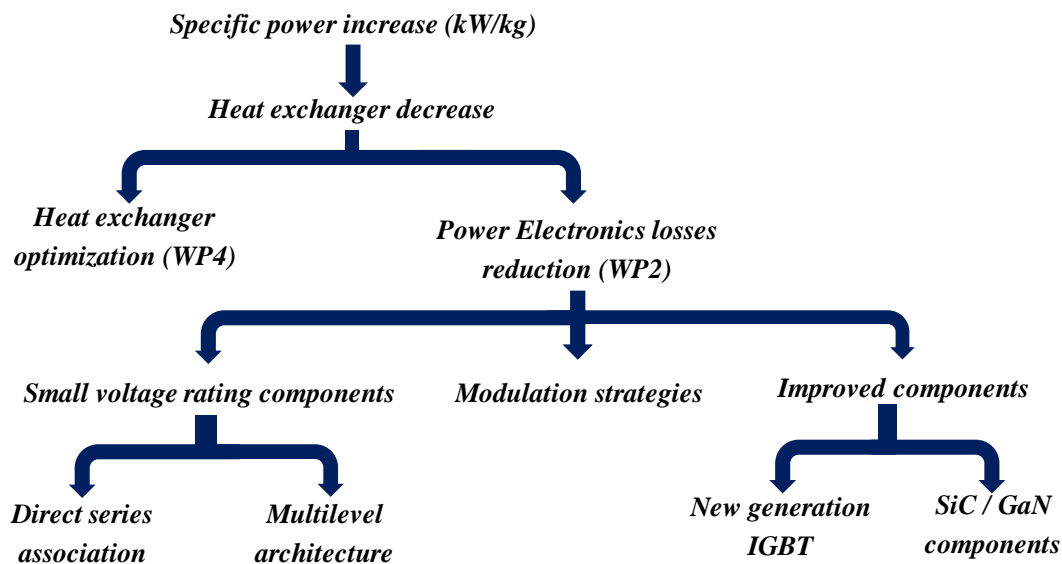 Specific power increase (kW/kg)
Heat exchanger decrease
Heat exchanger
optimization (WP4)
Power Electronics losses
reduction (WP2)
Small voltage rating components
Modulation strategies
Improved components
Direct series
association
Multilevel
architecture
New generation
IGBT
SiC / GaN
components